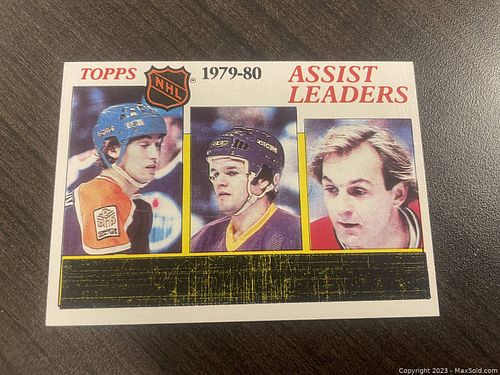 TOPPS
NHL
®
1979-80
ASSIST
LEADERS
Copyright 2023 - MaxSold.com